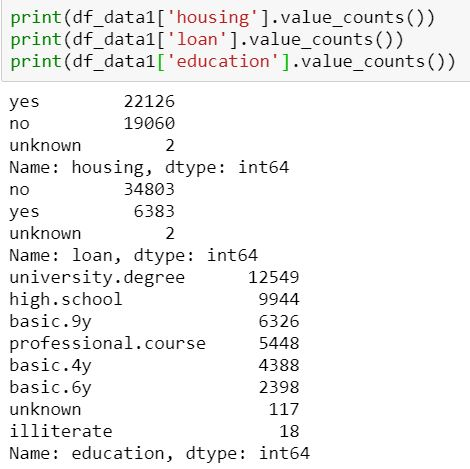 print(df_data1['housing'].value_counts())
print(df_data1['loan'].value_counts())
print(df_data1['education'].value_counts())
yes 22126
no 19060
unknown 2
Name: housing, dtype: int64
no 34803
yes 6383
unknown 2
Name: loan, dtype: int64
university.degree 12549
high.school 9944
basic.9y 6326
professional.course 5448
basic.4y 4388
basic.6y 2398
unknown 117
illiterate 18
Name: education, dtype: int64